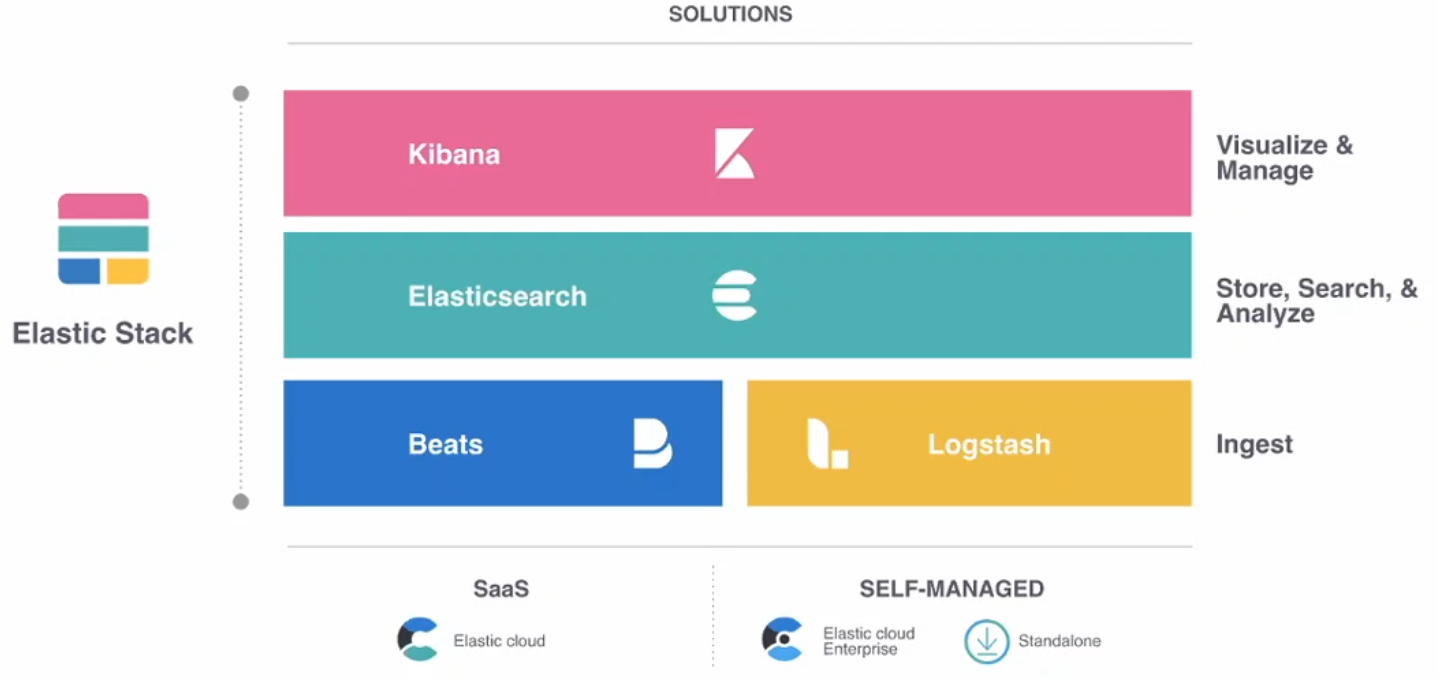 SOLUTIONS
Kibana
Visualize &
Manage
Elastic Stack
Elasticsearch
Store, Search, &
Analyze
Beats
Logstash
Ingest
SaaS
Elastic cloud
SELF-MANAGED
Elastic cloud
Enterprise
Standalone